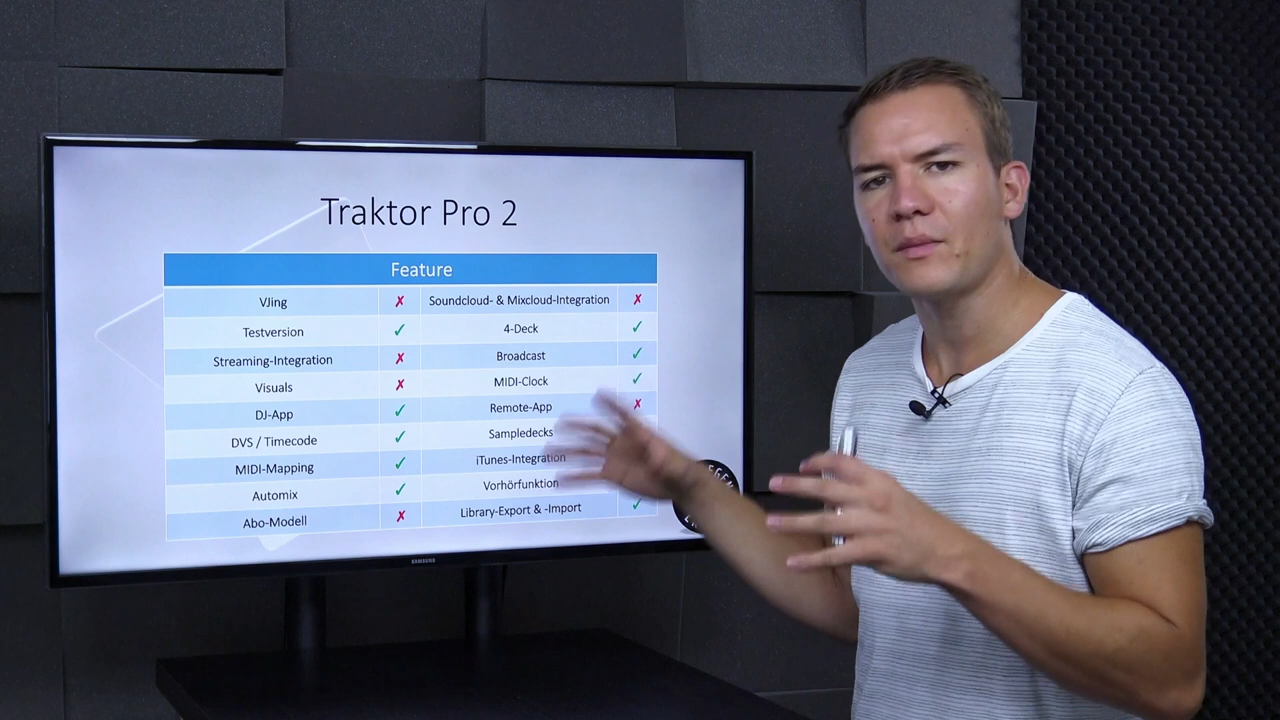 Traktor Pro 2
Feature
VJing ✗ Soundcloud- & Mixcloud-Integration ✗
Testversion ✓ 4-Deck ✓
Streaming-Integration ✗ Broadcast ✓
Visuals ✗ MIDI-Clock ✓
DJ-App ✓ Remote-App ✗
DVS / Timecode ✓ Sampledecks
MIDI-Mapping ✓ iTunes-Integration
Automix ✓ Vorhörfunktion
Abo-Modell ✗ Library-Export & -Import ✓
SAMSUNG